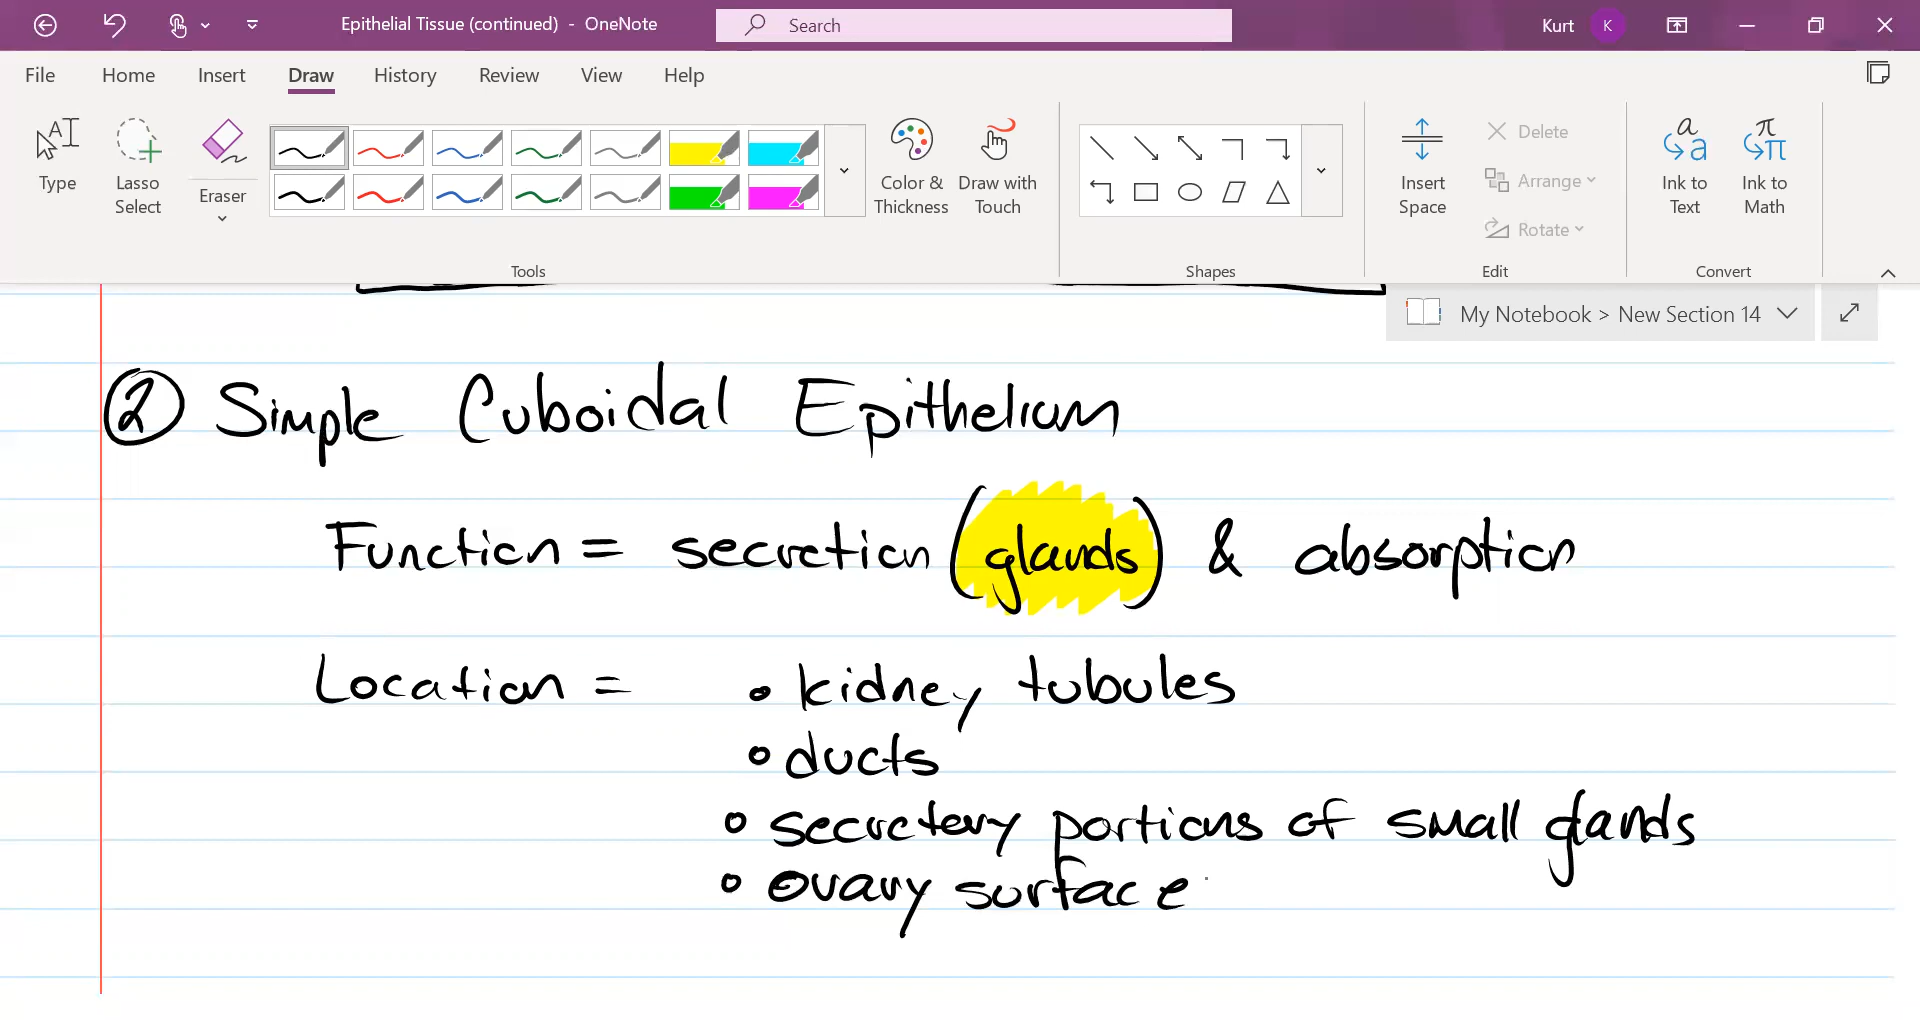 Epithelial Tissue (continued) - OneNote
Search
Kurt K
File Home Insert Draw History Review View Help
Type
Lasso Select
Eraser
Color & Thickness
Draw with Touch
Insert Space
Delete
Arrange
Rotate
Ink to Text
Ink to Math
Tools Shapes Edit Convert
My Notebook > New Section 14
② Simple Cuboidal Epithelium
Function = secretion (glands) & absorption
Location = • kidney tubules
• ducts
• secretory portions of small glands
• ovary surface